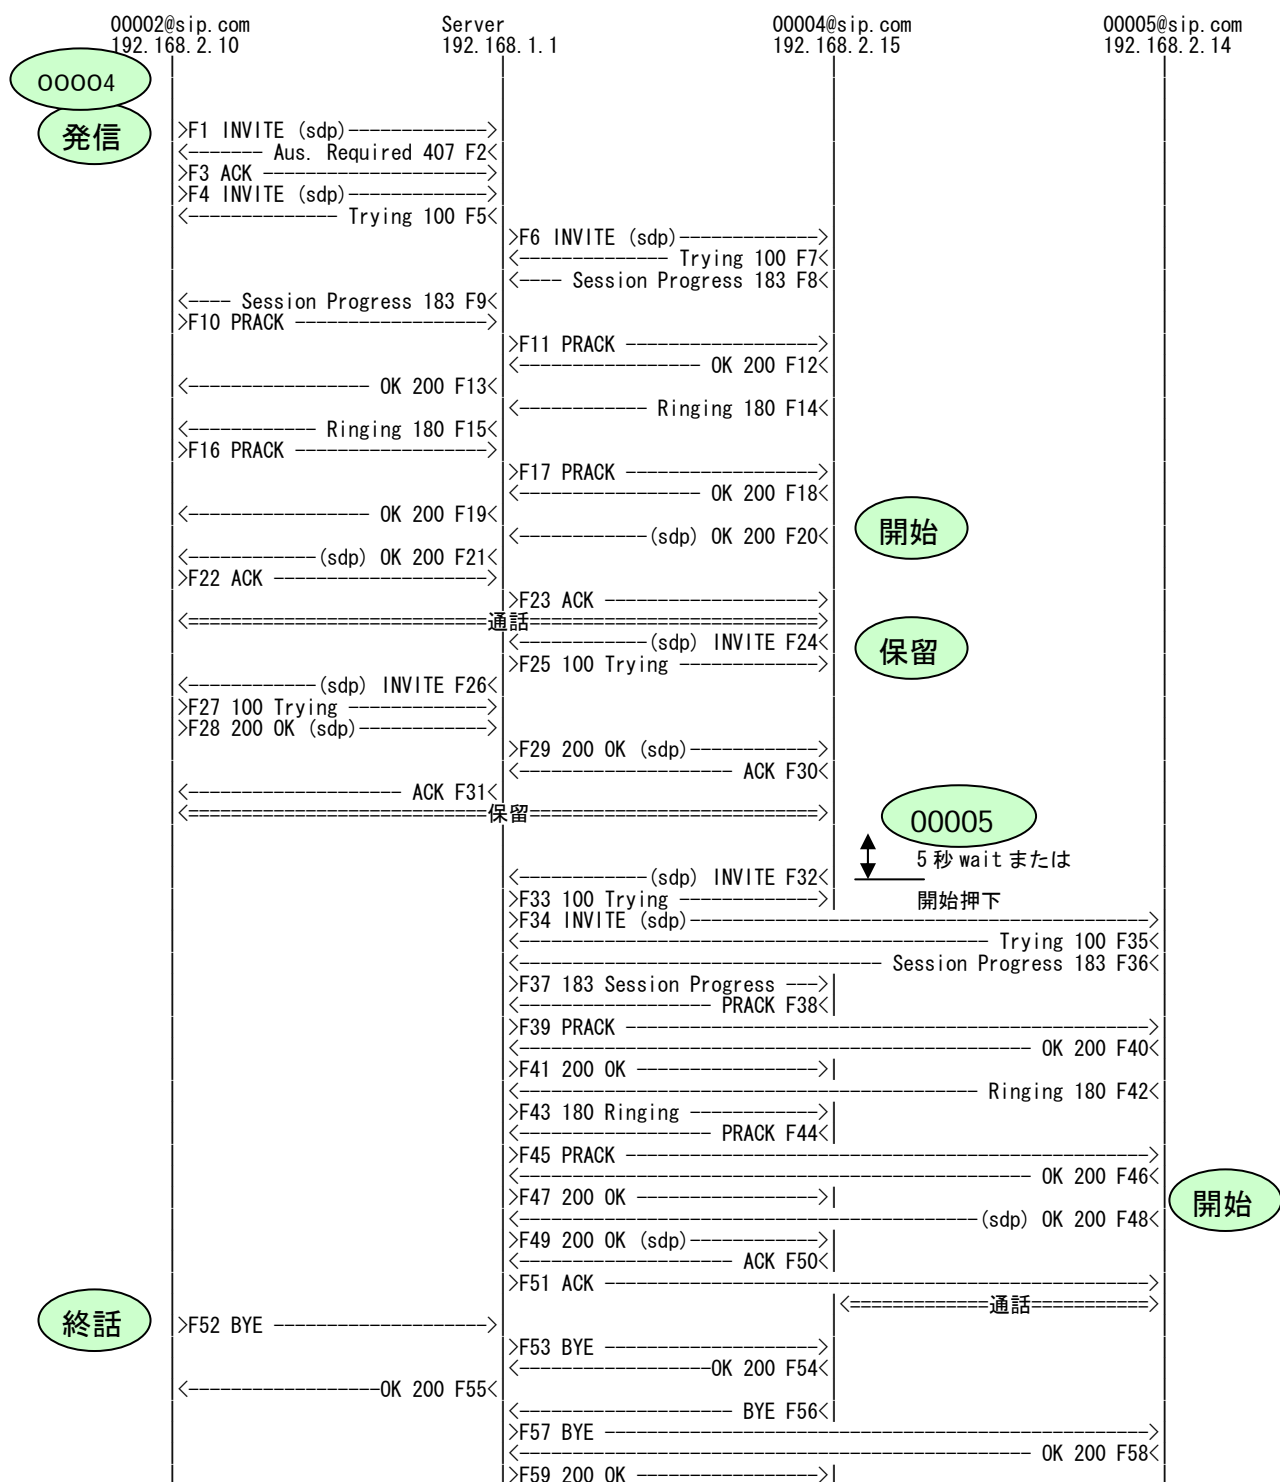 00002@sip.com Server 00004@sip.com 00005@sip.com
192.168.2.10 192.168.1.1 192.168.2.15 192.168.2.14
00004
発信
>F1 INVITE (sdp)------------->
<------- Aus. Required 407 F2<
>F3 ACK --------------------->
>F4 INVITE (sdp)------------->
<-------------- Trying 100 F5<
>F6 INVITE (sdp)------------->
<-------------- Trying 100 F7<
<---- Session Progress 183 F8<
<---- Session Progress 183 F9<
>F10 PRACK ------------------>
>F11 PRACK ------------------>
<----------------- OK 200 F12<
<----------------- OK 200 F13<
<------------ Ringing 180 F14<
<------------ Ringing 180 F15<
>F16 PRACK ------------------>
>F17 PRACK ------------------>
<----------------- OK 200 F18<
<----------------- OK 200 F19<
<------------(sdp) OK 200 F20<
開始
<------------(sdp) OK 200 F21<
>F22 ACK -------------------->
>F23 ACK -------------------->
<============================通話===========================>
<------------(sdp) INVITE F24<
保留
>F25 100 Trying ------------->
<------------(sdp) INVITE F26<
>F27 100 Trying ------------->
>F28 200 OK (sdp)------------>
>F29 200 OK (sdp)------------>
<-------------------- ACK F30<
<-------------------- ACK F31<
<============================保留===========================>
00005
5 秒 wait または
<------------(sdp) INVITE F32<
>F33 100 Trying ------------->
開始押下
>F34 INVITE (sdp)------------------------------------------->
<-------------------------------------------- Trying 100 F35<
<---------------------------------- Session Progress 183 F36<
>F37 183 Session Progress --->
<------------------ PRACK F38<
>F39 PRACK ------------------------------------------------->
<------------------------------------------------ OK 200 F40<
>F41 200 OK ----------------->
<------------------------------------------- Ringing 180 F42<
>F43 180 Ringing ------------>
<------------------ PRACK F44<
>F45 PRACK ------------------------------------------------->
<------------------------------------------------ OK 200 F46<
>F47 200 OK ----------------->
開始
<-------------------------------------------(sdp) OK 200 F48<
>F49 200 OK (sdp)------------>
<-------------------- ACK F50<
>F51 ACK --------------------------------------------------->
<=============通話===========>
終話
>F52 BYE -------------------->
>F53 BYE -------------------->
<------------------OK 200 F54<
<------------------OK 200 F55<
<-------------------- BYE F56<
>F57 BYE --------------------------------------------------->
<------------------------------------------------ OK 200 F58<
>F59 200 OK ----------------->